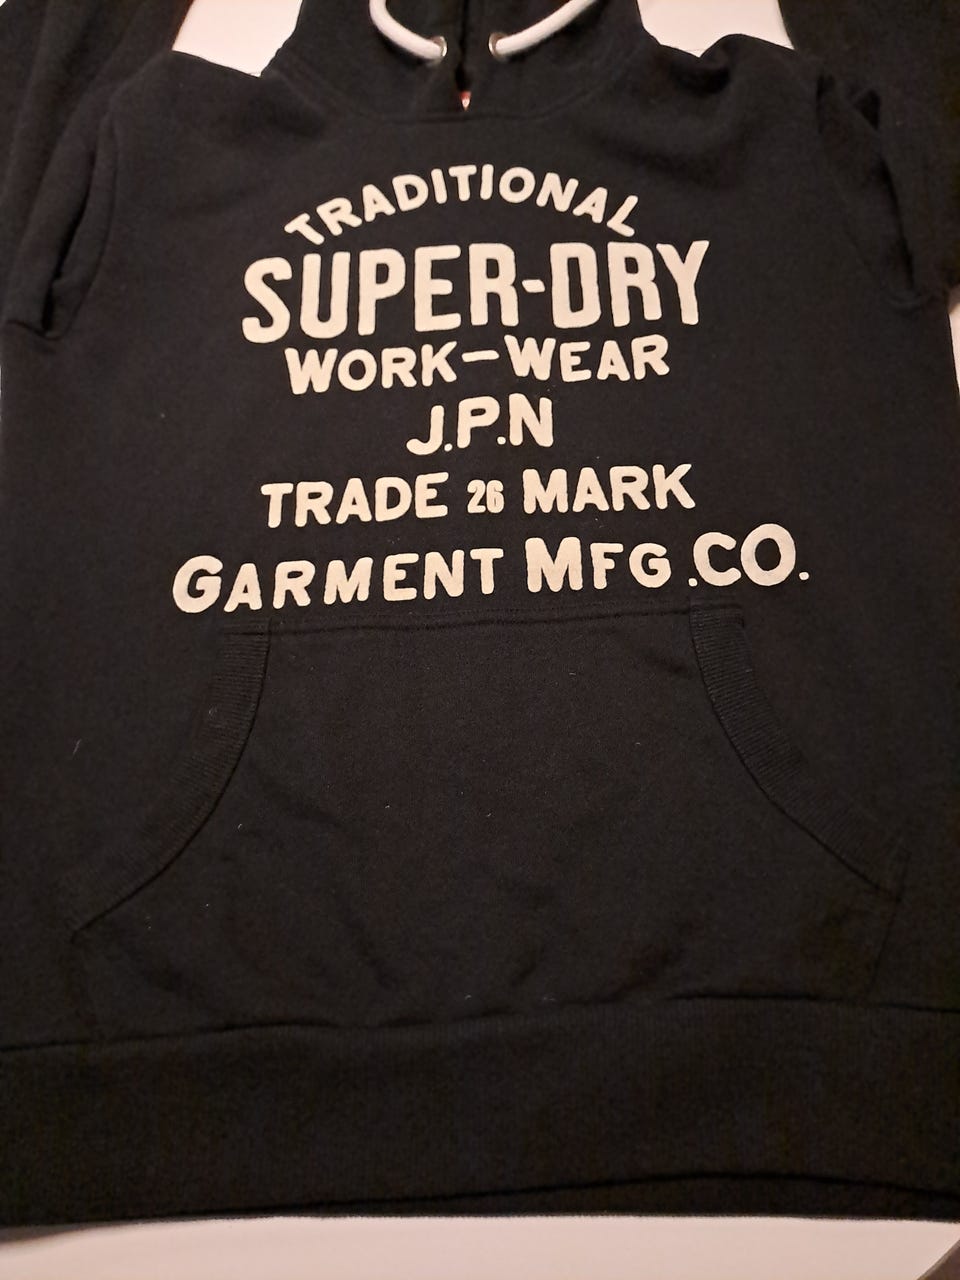 TRADITIONAL
SUPER-DRY
WORK-WEAR
J.P.N
TRADE 26 MARK
GARMENT MFG.CO.